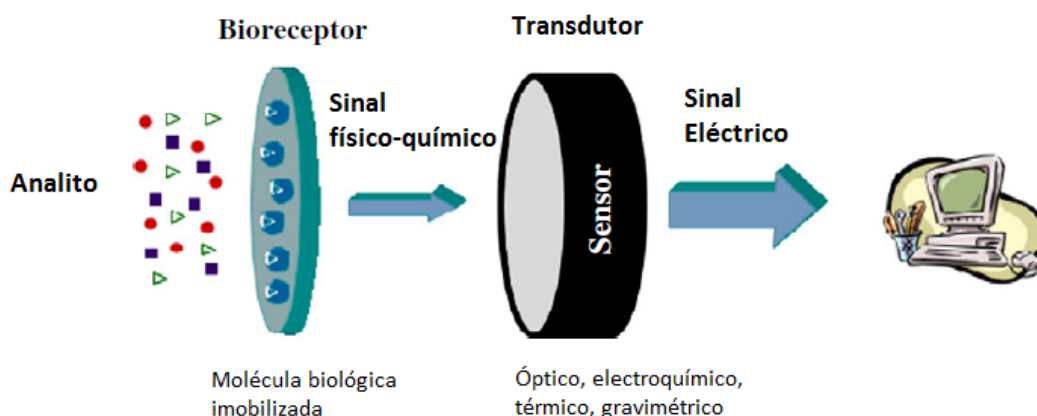 Bioreceptor
Transdutor
Analito
Sinal
físico-químico
Sensor
Sinal
Eléctrico
Molécula biológica
imobilizada
Óptico, electroquímico,
térmico, gravimétrico